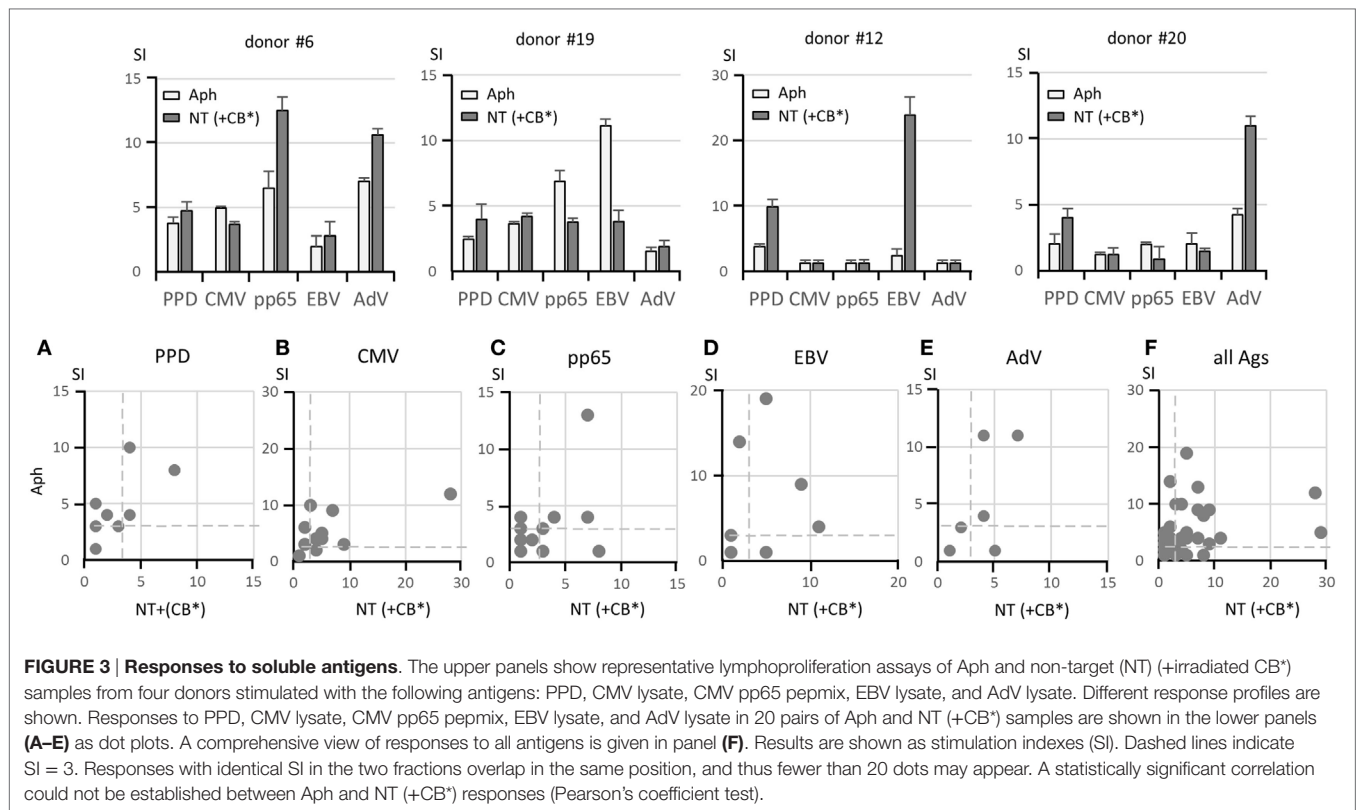 donor #6
SI
15
10
5
0
Aph
NT (+CB*)
PPD CMV pp65 EBV AdV
donor #19
SI
15
10
5
0
Aph
NT (+CB*)
PPD CMV pp65 EBV AdV
donor #12
SI
30
20
10
0
Aph
NT (+CB*)
PPD CMV pp65 EBV AdV
donor #20
SI
15
10
5
0
Aph
NT (+CB*)
PPD CMV pp65 EBV AdV
A
PPD
SI
15
10
5
0
Aph
0 5 10 15
NT+(CB*)
B
CMV
SI
30
20
10
0
0 10 20 30
NT (+CB*)
C
pp65
SI
15
10
5
0
0 5 10 15
NT (+CB*)
D
EBV
SI
20
10
0
0 10 20
NT (+CB*)
E
AdV
SI
15
10
5
0
0 5 10 15
NT (+CB*)
F
all Ags
SI
30
20
10
0
0 10 20 30
NT (+CB*)
FIGURE 3 | Responses to soluble antigens. The upper panels show representative lymphoproliferation assays of Aph and non-target (NT) (+irradiated CB*)
samples from four donors stimulated with the following antigens: PPD, CMV lysate, CMV pp65 pepmix, EBV lysate, and AdV lysate. Different response profiles are
shown. Responses to PPD, CMV lysate, CMV pp65 pepmix, EBV lysate, and AdV lysate in 20 pairs of Aph and NT (+CB*) samples are shown in the lower panels
(A–E) as dot plots. A comprehensive view of responses to all antigens is given in panel (F). Results are shown as stimulation indexes (SI). Dashed lines indicate
SI = 3. Responses with identical SI in the two fractions overlap in the same position, and thus fewer than 20 dots may appear. A statistically significant correlation
could not be established between Aph and NT (+CB*) responses (Pearson's coefficient test).